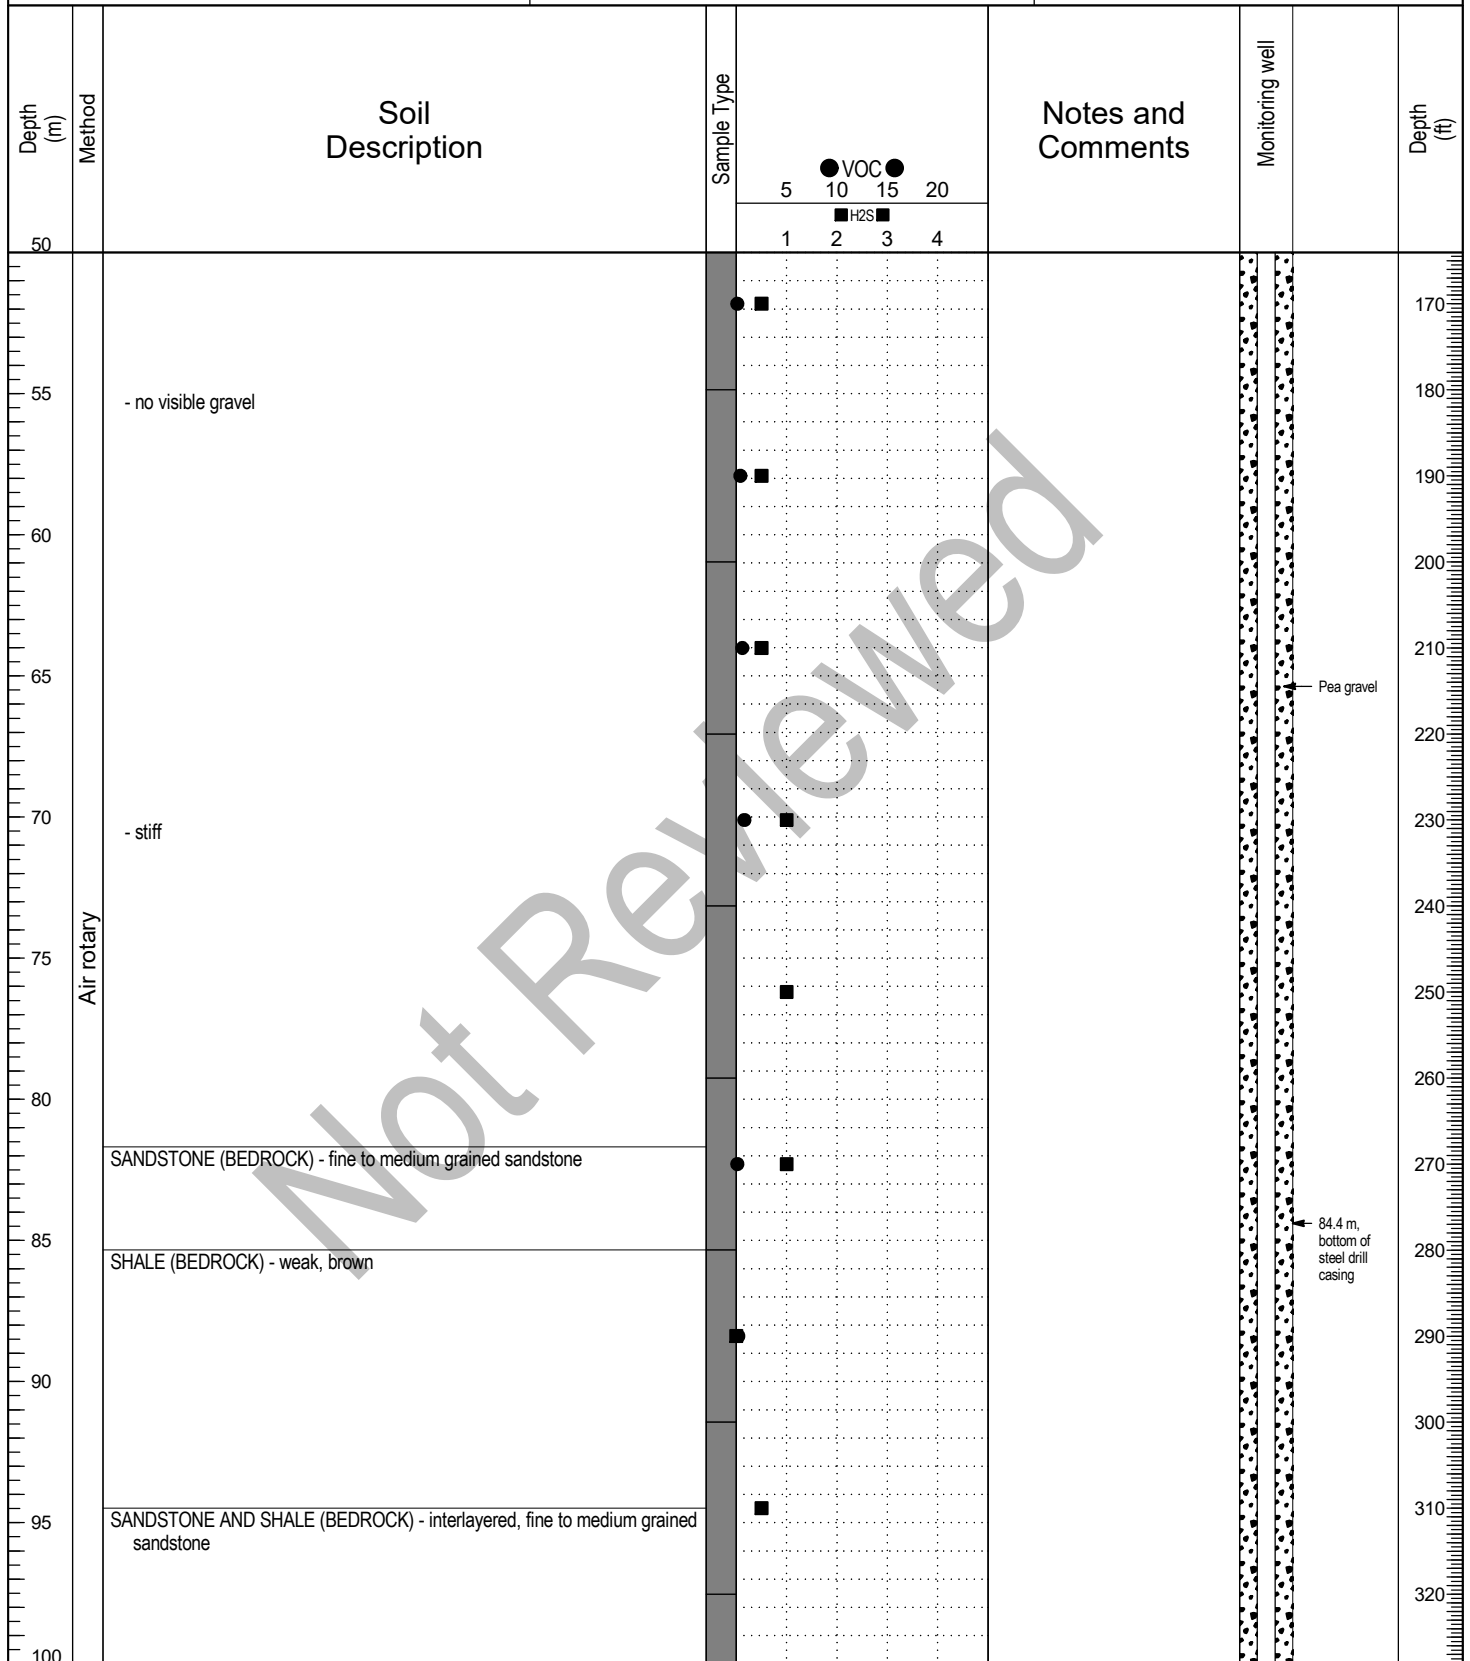 Depth
(m)
Method
Soil
Description
Sample Type
VOC
5 10 15 20
H2S
1 2 3 4
Notes and
Comments
Monitoring well
Depth
(ft)
50
170
55
- no visible gravel
180
190
60
200
210
65
Pea gravel
220
70
- stiff
230
240
Air rotary
75
250
260
80
SANDSTONE (BEDROCK) - fine to medium grained sandstone
270
84.4 m,
bottom of
steel drill
casing
85
280
SHALE (BEDROCK) - weak, brown
290
90
300
310
95
SANDSTONE AND SHALE (BEDROCK) - interlayered, fine to medium grained
sandstone
320
100
Not Reviewed